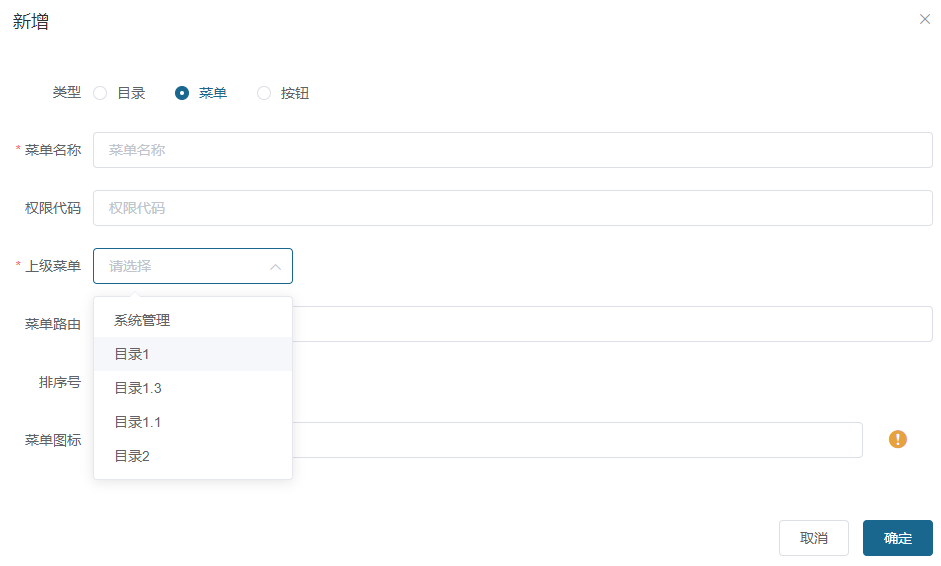 新增
类型 目录 菜单 按钮
* 菜单名称 菜单名称
权限代码 权限代码
* 上级菜单 请选择
系统管理
菜单路由
目录1
排序号
目录1.3
目录1.1
菜单图标
目录2
取消 确定